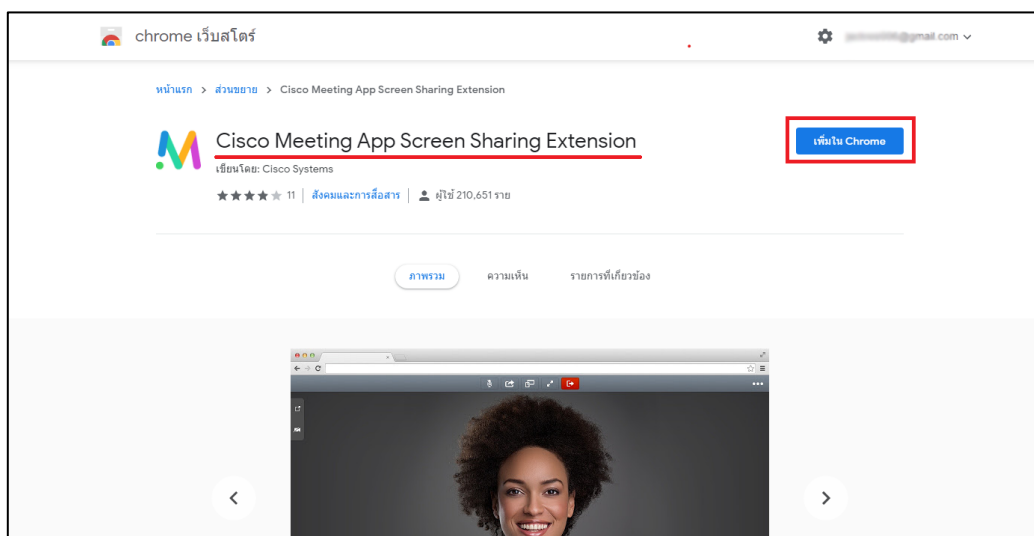 chrome เว็บสโตร์
@gmail.com
หน้าแรก > ส่วนขยาย > Cisco Meeting App Screen Sharing Extension
Cisco Meeting App Screen Sharing Extension
เพิ่มใน Chrome
เขียนโดย: Cisco Systems
11 | สังคมและการสื่อสาร | ผู้ใช้ 210,651 ราย
ภาพรวม ความเห็น รายการที่เกี่ยวข้อง